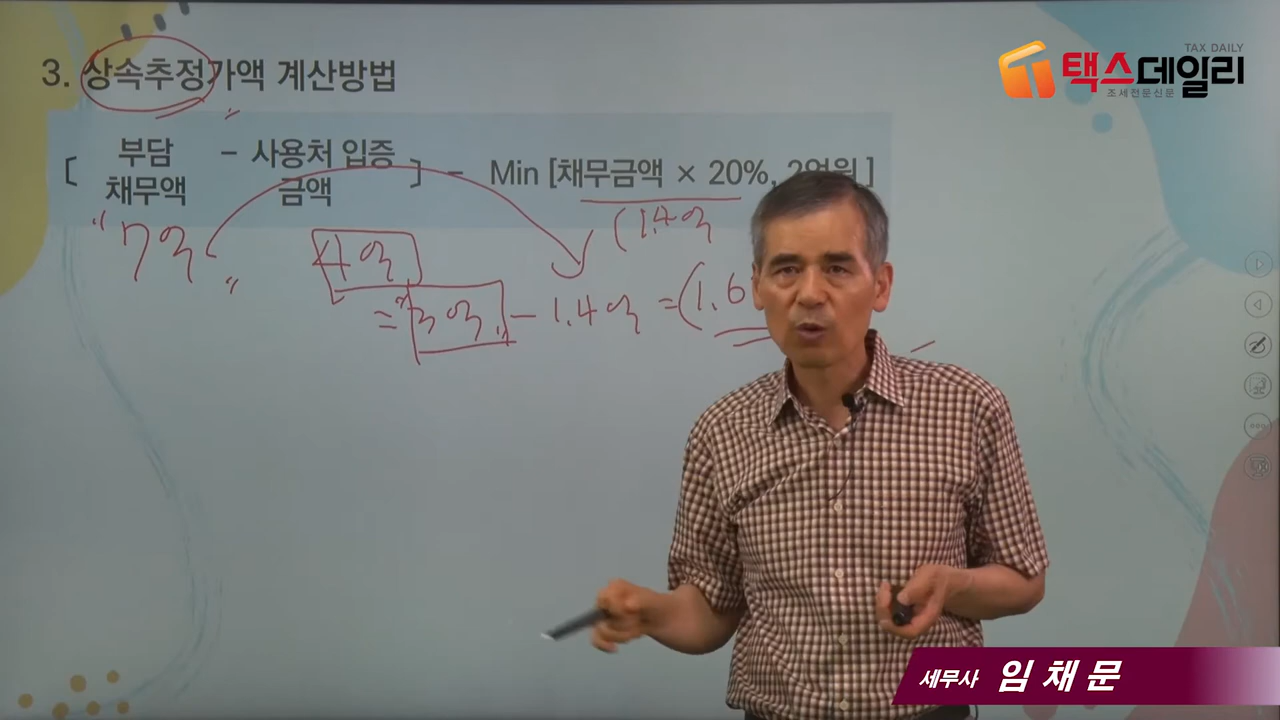 TAX DAILY
택스데일리
조세전문신문
3. 상속추정가액 계산방법
[ 부담 채무액 - 사용처 입증 금액 ] - Min [채무금액 × 20%, 2억원 ]
"7억"
4억
(1.4억
= "3억" - 1.4억 = (1.6
세무사 임채문